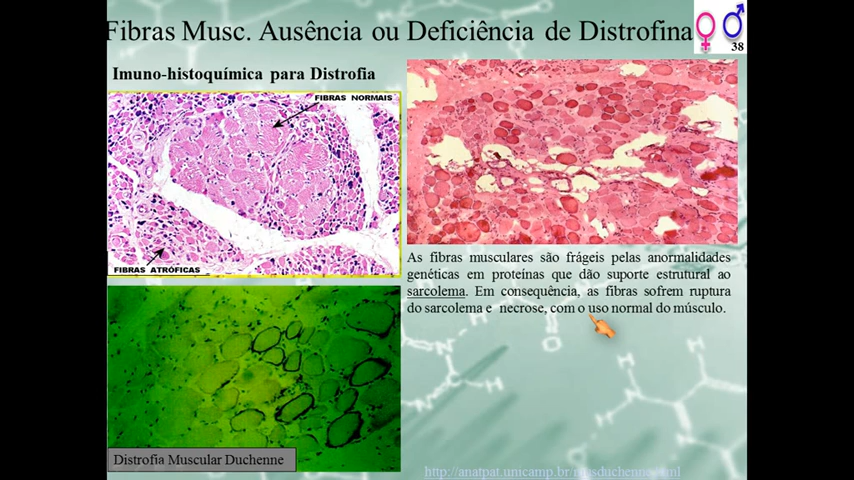 Fibras Musc. Ausência ou Deficiência de Distrofina
38
Imuno-histoquímica para Distrofia
FIBRAS NORMAIS
FIBRAS ATRÓFICAS
As fibras musculares são frágeis pelas anormalidades
genéticas em proteínas que dão suporte estrutural ao
sarcolema. Em consequência, as fibras sofrem ruptura
do sarcolema e necrose, com o uso normal do músculo.
H
N
C
H
O
H
H
N
H
Distrofia Muscular Duchenne
http://anatpat.unicamp.br/